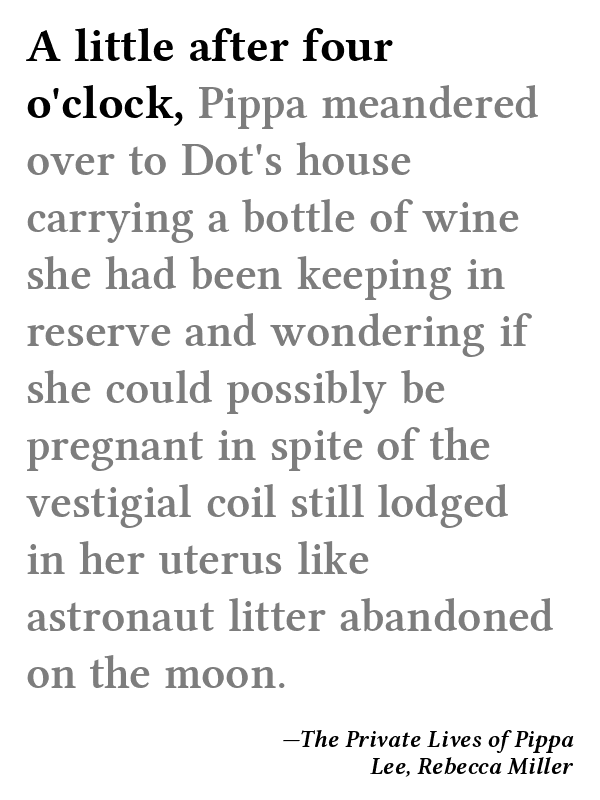 A little after four
o'clock, Pippa meandered
over to Dot's house
carrying a bottle of wine
she had been keeping in
reserve and wondering if
she could possibly be
pregnant in spite of the
vestigial coil still lodged
in her uterus like
astronaut litter abandoned
on the moon.
—The Private Lives of Pippa
Lee, Rebecca Miller